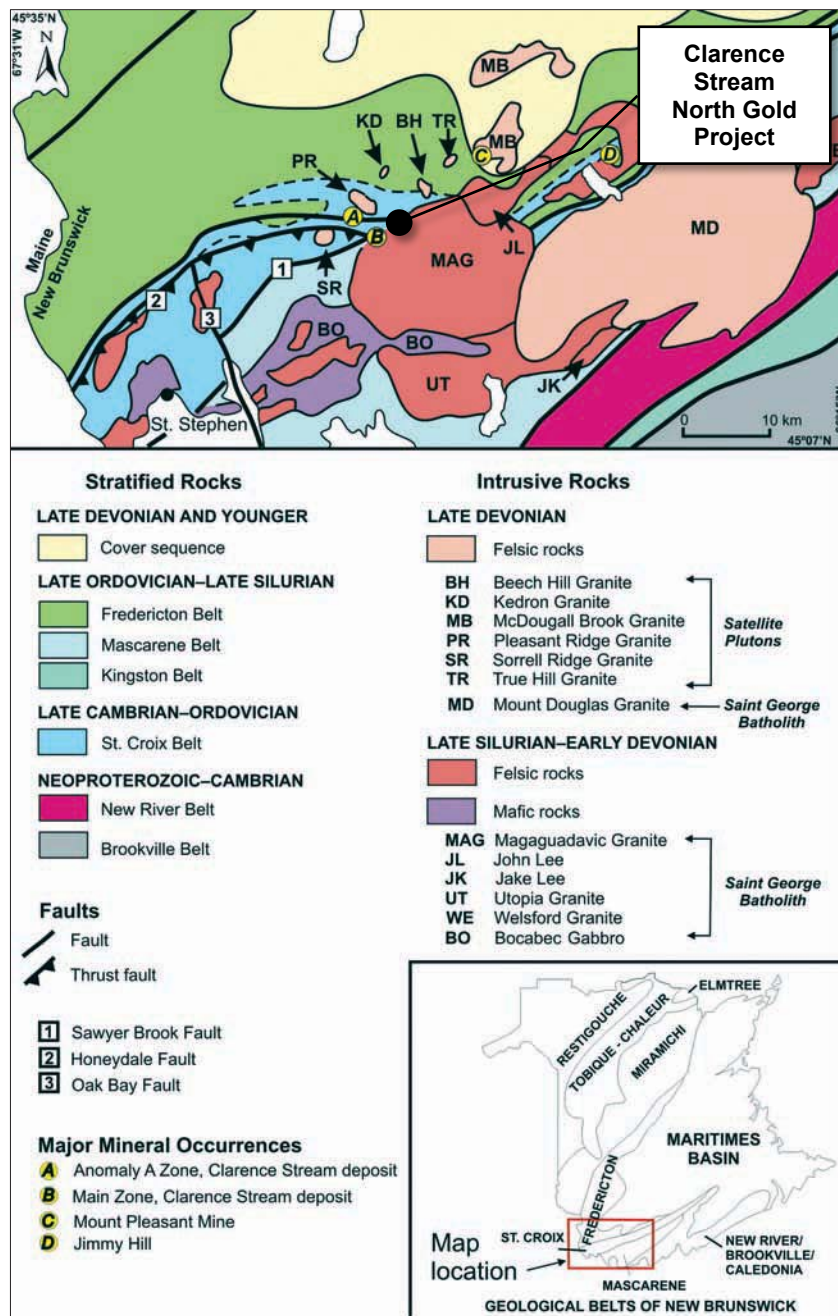 45°35'N
67°31'W
N
Clarence
Stream
North Gold
Project
MB
KD
BH
TR
MB
C
D
PR
A
B
MAG
JL
MD
SR
Maine
New Brunswick
1
2
3
BO
BO
UT
JK
St. Stephen
0 10 km
45°07'N
Stratified Rocks
LATE DEVONIAN AND YOUNGER
Cover sequence
LATE ORDOVICIAN–LATE SILURIAN
Fredericton Belt
Mascarene Belt
Kingston Belt
LATE CAMBRIAN–ORDOVICIAN
St. Croix Belt
NEOPROTEROZOIC–CAMBRIAN
New River Belt
Brookville Belt
Faults
Fault
Thrust fault
1 Sawyer Brook Fault
2 Honeydale Fault
3 Oak Bay Fault
Major Mineral Occurrences
A Anomaly A Zone, Clarence Stream deposit
B Main Zone, Clarence Stream deposit
C Mount Pleasant Mine
D Jimmy Hill
Intrusive Rocks
LATE DEVONIAN
Felsic rocks
BH Beech Hill Granite
KD Kedron Granite
MB McDougall Brook Granite
PR Pleasant Ridge Granite
SR Sorrell Ridge Granite
TR True Hill Granite
Satellite
Plutons
MD Mount Douglas Granite
Saint George
Batholith
LATE SILURIAN–EARLY DEVONIAN
Felsic rocks
Mafic rocks
MAG Magaguadavic Granite
JL John Lee
JK Jake Lee
UT Utopia Granite
WE Welsford Granite
BO Bocabec Gabbro
Saint George
Batholith
ELMTREE
RESTIGOUCHE
TOBIQUE - CHALEUR
MIRAMICHI
MARITIMES
BASIN
FREDERICTON
ST. CROIX
Map
location
NEW RIVER/
BROOKVILLE/
CALEDONIA
MASCARENE
GEOLOGICAL BELTS OF NEW BRUNSWICK